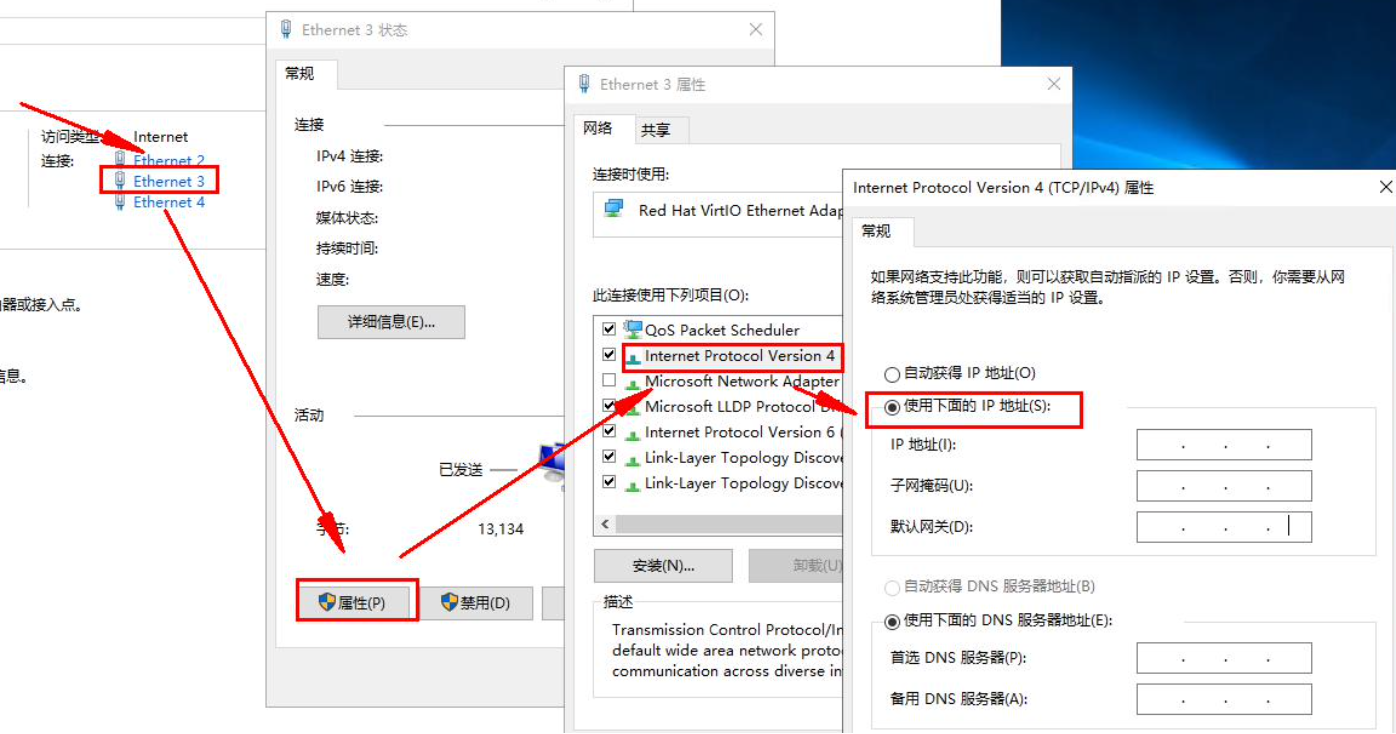 访问类型:
Internet
连接:
Ethernet 2
Ethernet 3
Ethernet 4
器或接入点。
信息。
Ethernet 3 状态
常规
连接
IPv4 连接:
IPv6 连接:
媒体状态:
持续时间:
速度:
详细信息(E)...
活动
已发送
字节:
13,134
属性(P)
禁用(D)
Ethernet 3 属性
网络
共享
连接时使用:
Red Hat VirtIO Ethernet Adap
此连接使用下列项目(O):
QoS Packet Scheduler
Internet Protocol Version 4
Microsoft Network Adapter
Microsoft LLDP Protocol D
Internet Protocol Version 6 (
Link-Layer Topology Discove
Link-Layer Topology Discove
安装(N)...
卸载(U)
描述
Transmission Control Protocol/In
default wide area network proto
communication across diverse in
Internet Protocol Version 4 (TCP/IPv4) 属性
常规
如果网络支持此功能，则可以获取自动指派的 IP 设置。否则，你需要从网
络系统管理员处获得适当的 IP 设置。
自动获得 IP 地址(O)
使用下面的 IP 地址(S):
IP 地址(I):
子网掩码(U):
默认网关(D):
自动获得 DNS 服务器地址(B)
使用下面的 DNS 服务器地址(E):
首选 DNS 服务器(P):
备用 DNS 服务器(A):